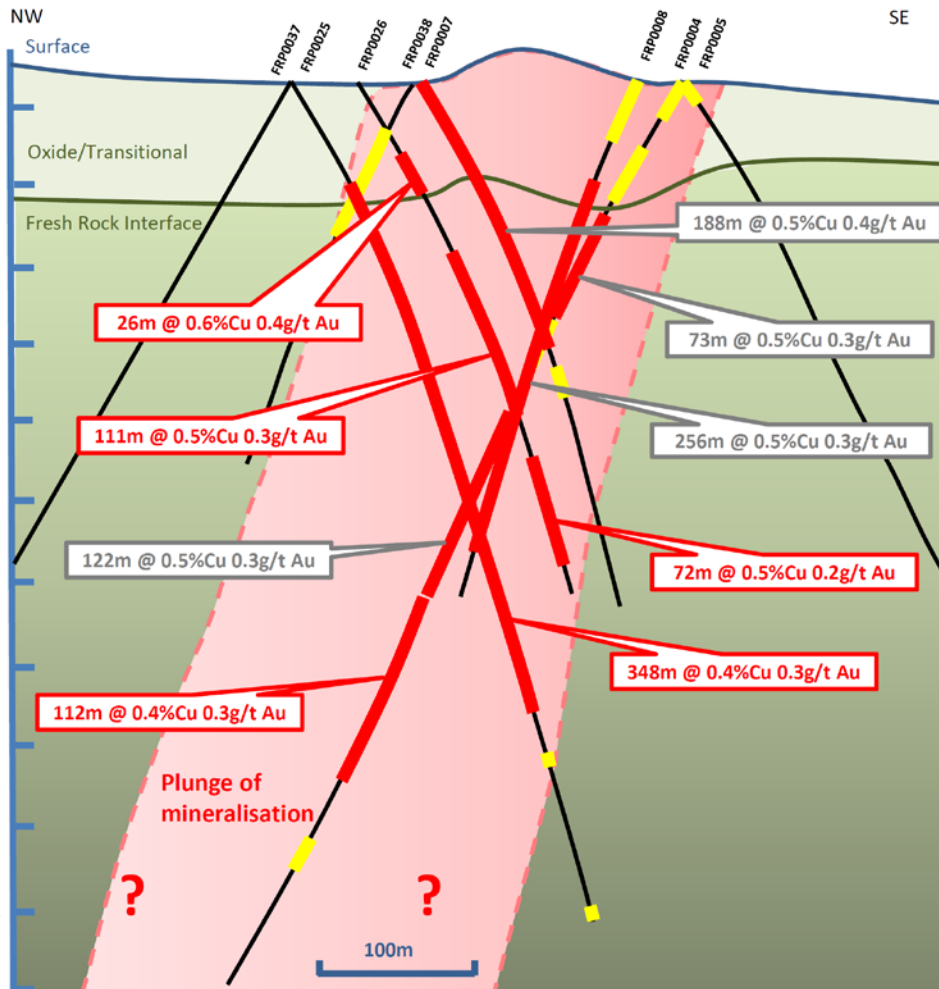 NW
SE
FRP0037
FRP0025
FRP0026
FRP0038
FRP0007
FRP0008
FRP0004
FRP0005
Surface
Oxide/Transitional
Fresh Rock Interface
188m @ 0.5%Cu 0.4g/t Au
26m @ 0.6%Cu 0.4g/t Au
73m @ 0.5%Cu 0.3g/t Au
111m @ 0.5%Cu 0.3g/t Au
256m @ 0.5%Cu 0.3g/t Au
122m @ 0.5%Cu 0.3g/t Au
72m @ 0.5%Cu 0.2g/t Au
348m @ 0.4%Cu 0.3g/t Au
112m @ 0.4%Cu 0.3g/t Au
Plunge of
mineralisation
?
?
100m